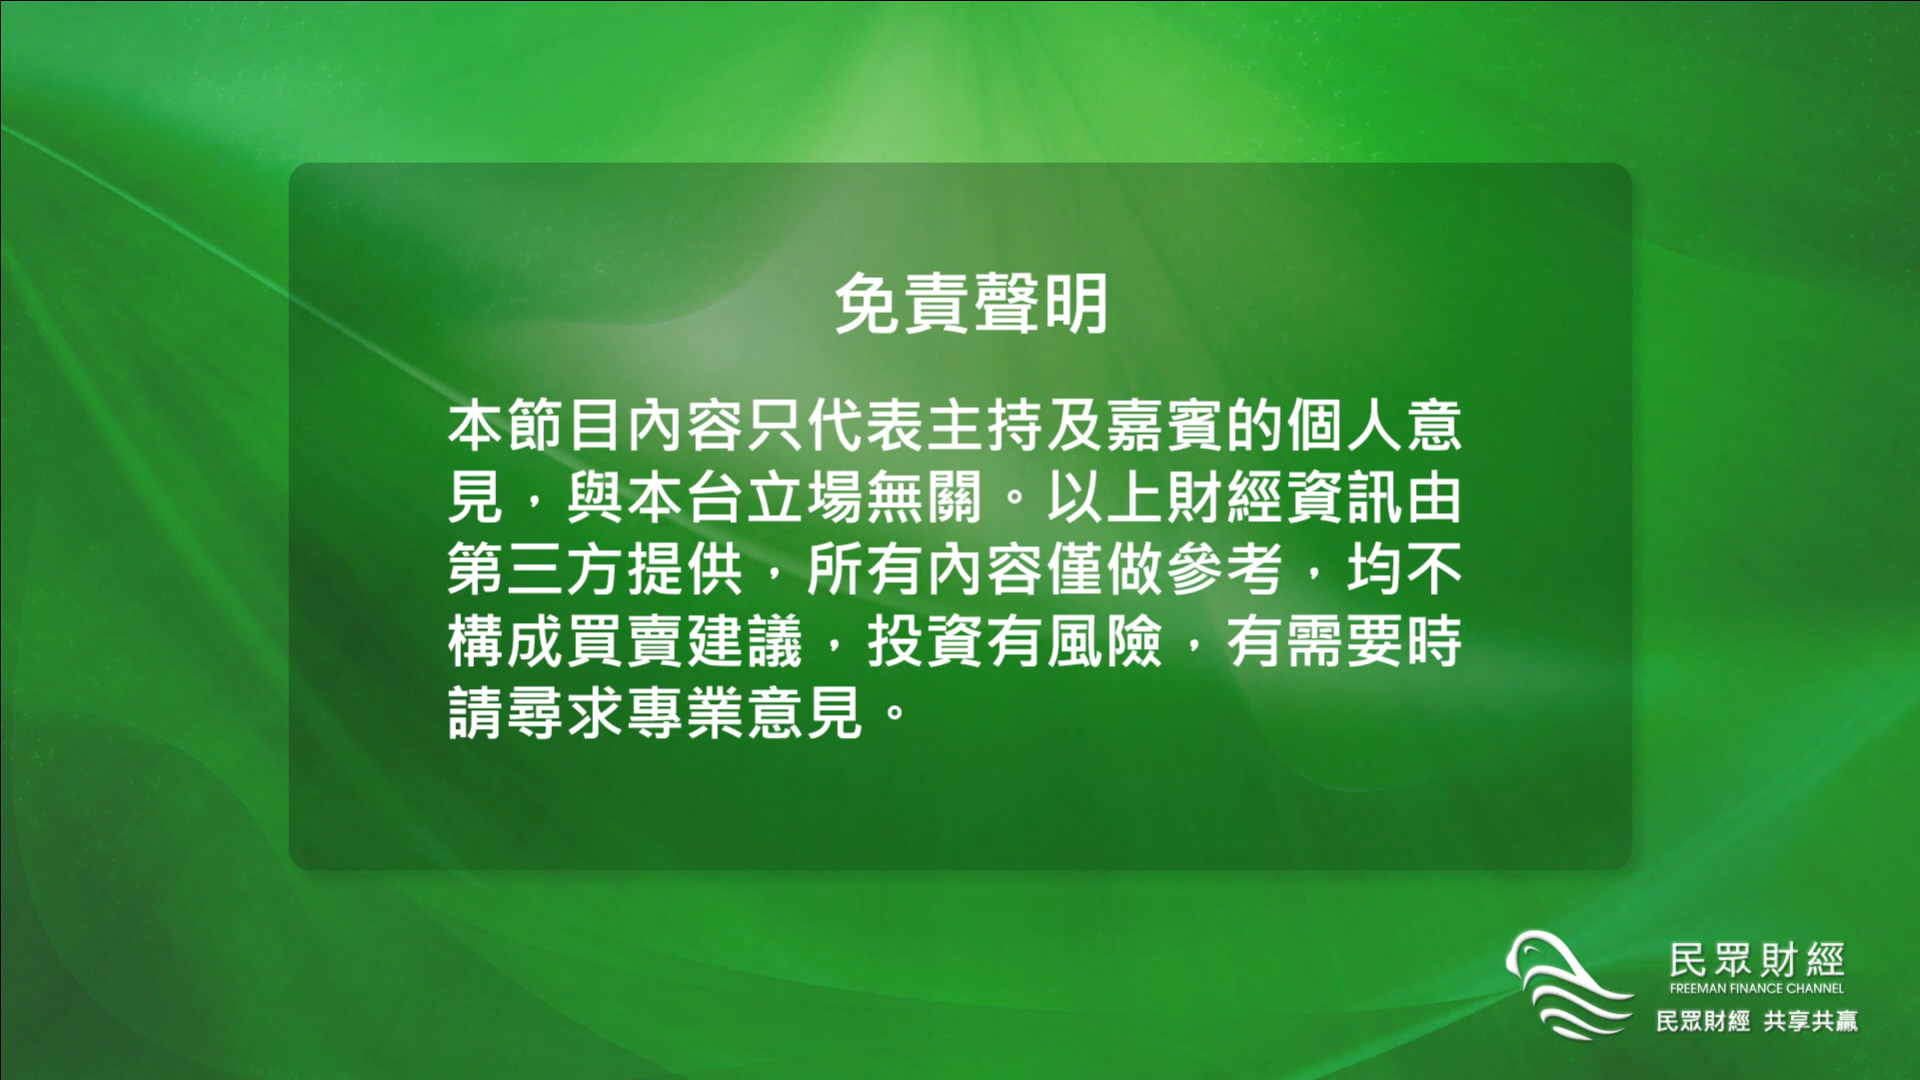 免責聲明
本節目內容只代表主持及嘉賓的個人意
見，與本台立場無關。以上財經資訊由
第三方提供，所有內容僅做參考，均不
構成買賣建議，投資有風險，有需要時
請尋求專業意見。
民眾財經
FREEMAN FINANCE CHANNEL
民眾財經 共享共贏